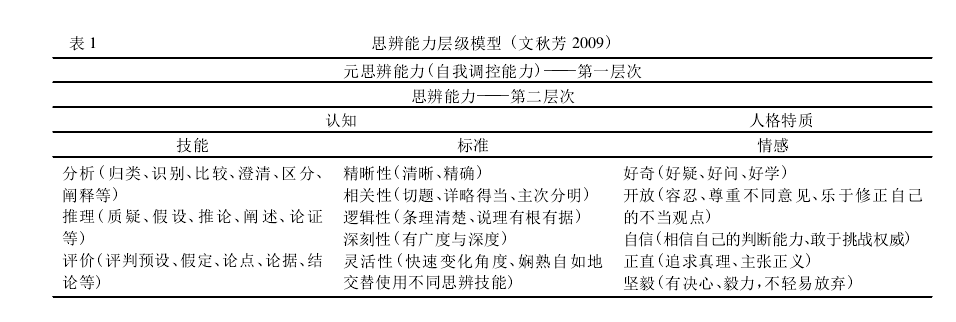 表1 思辨能力层级模型（文秋芳2009）
元思辨能力(自我调控能力)——第一层次
思辨能力——第二层次
认知 人格特质
技能 标准 情感
分析(归类、识别、比较、澄清、区分、 精晰性(清晰、精确) 好奇(好疑、好问、好学)
阐释等) 相关性(切题、详略得当、主次分明) 开放(容忍、尊重不同意见、乐于修正自己
推理(质疑、假设、推论、阐述、论证 逻辑性(条理清楚、说理有根有据) 的不当观点)
等) 深刻性(有广度与深度) 自信(相信自己的判断能力、敢于挑战权威)
评价(评判预设、假定、论点、论据、结 灵活性(快速变化角度、娴熟自如地 正直(追求真理、主张正义)
论等) 交替使用不同思辨技能) 坚毅(有决心、毅力,不轻易放弃)